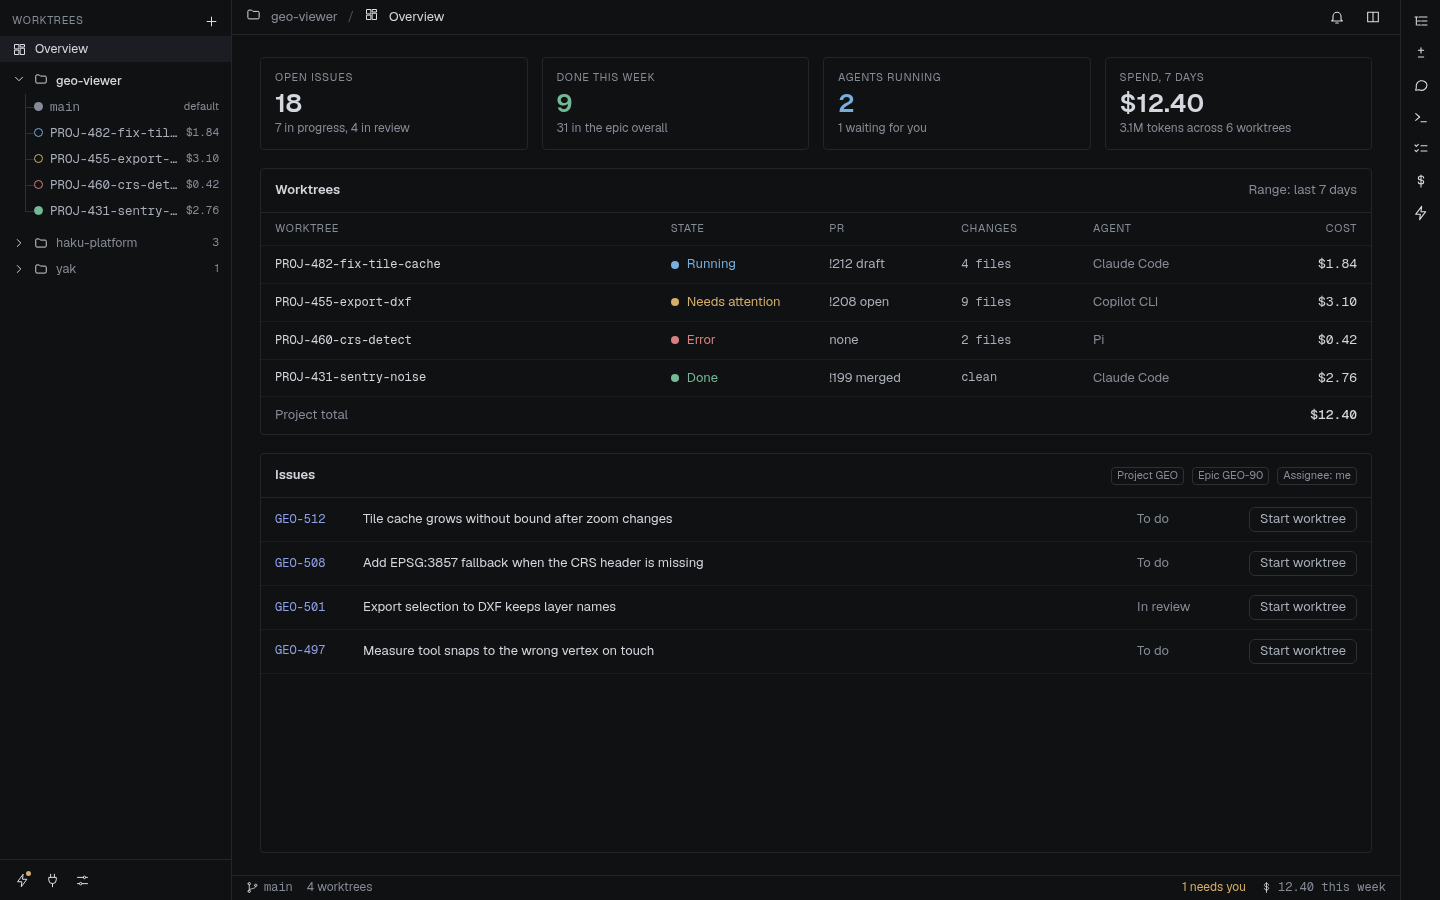 WORKTREES
Overview
geo-viewer
main default
PROJ-482-fix-til… $1.84
PROJ-455-export-… $3.10
PROJ-460-crs-det… $0.42
PROJ-431-sentry-… $2.76
haku-platform 3
yak 1
geo-viewer / Overview
OPEN ISSUES
18
7 in progress, 4 in review
DONE THIS WEEK
9
31 in the epic overall
AGENTS RUNNING
2
1 waiting for you
SPEND, 7 DAYS
$12.40
3.1M tokens across 6 worktrees
Worktrees Range: last 7 days
WORKTREE STATE PR CHANGES AGENT COST
PROJ-482-fix-tile-cache Running !212 draft 4 files Claude Code $1.84
PROJ-455-export-dxf Needs attention !208 open 9 files Copilot CLI $3.10
PROJ-460-crs-detect Error none 2 files Pi $0.42
PROJ-431-sentry-noise Done !199 merged clean Claude Code $2.76
Project total $12.40
Issues Project GEO Epic GEO-90 Assignee: me
GEO-512 Tile cache grows without bound after zoom changes To do Start worktree
GEO-508 Add EPSG:3857 fallback when the CRS header is missing To do Start worktree
GEO-501 Export selection to DXF keeps layer names In review Start worktree
GEO-497 Measure tool snaps to the wrong vertex on touch To do Start worktree
main 4 worktrees 1 needs you $ 12.40 this week